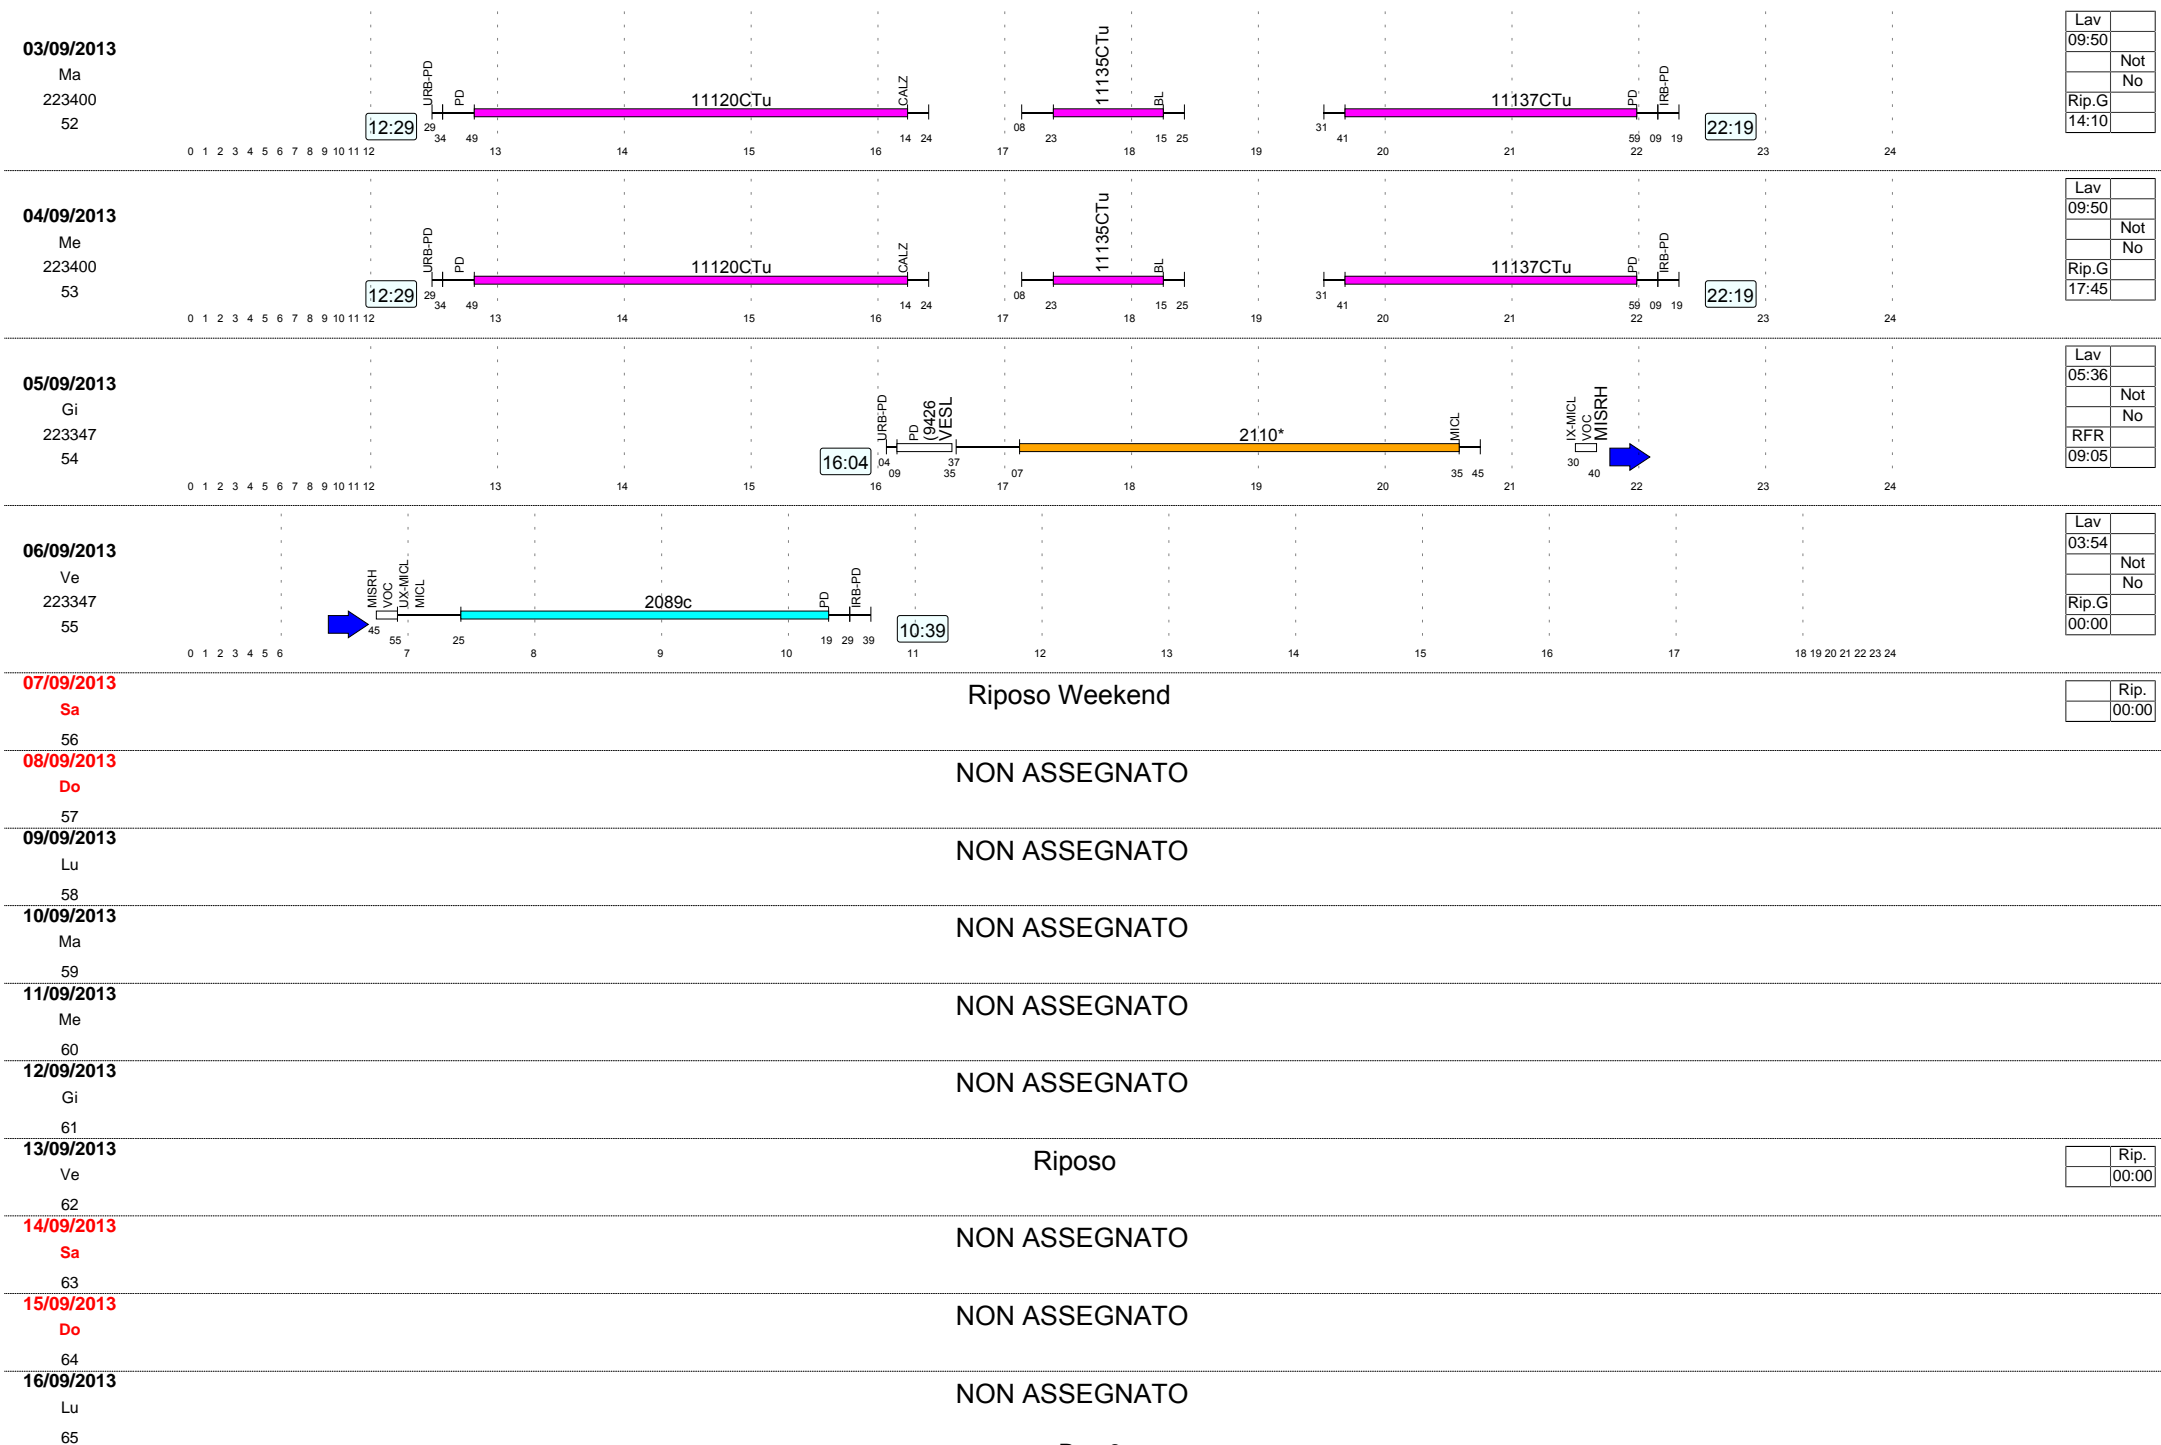 03/09/2013
Ma
223400
52
12:29
URB-PD
PD
11120CTu
CALZ
11135CTu
BL
11137CTu
PD
IRB-PD
22:19
29 34 49 14 24 08 23 15 25 31 41 59 09 19
0 1 2 3 4 5 6 7 8 9 10 11 12 13 14 15 16 17 18 19 20 21 22 23 24
Lav
09:50
Not
No
Rip.G
14:10
04/09/2013
Me
223400
53
12:29
URB-PD
PD
11120CTu
CALZ
11135CTu
BL
11137CTu
PD
IRB-PD
22:19
29 34 49 14 24 08 23 15 25 31 41 59 09 19
0 1 2 3 4 5 6 7 8 9 10 11 12 13 14 15 16 17 18 19 20 21 22 23 24
Lav
09:50
Not
No
Rip.G
17:45
05/09/2013
Gi
223347
54
16:04
URB-PD
PD
(9426
VESL
2110*
MICL
IX-MICL
VOC
MISRH
04 09 35 37 07 35 45 30 40
0 1 2 3 4 5 6 7 8 9 10 11 12 13 14 15 16 17 18 19 20 21 22 23 24
Lav
05:36
Not
No
RFR
09:05
06/09/2013
Ve
223347
55
MISRH
VOC
UX-MICL
MICL
2089c
PD
IRB-PD
10:39
45 55 25 19 29 39
0 1 2 3 4 5 6 7 8 9 10 11 12 13 14 15 16 17 18 19 20 21 22 23 24
Lav
03:54
Not
No
Rip.G
00:00
07/09/2013
Sa
56
Riposo Weekend
Rip.
00:00
08/09/2013
Do
57
NON ASSEGNATO
09/09/2013
Lu
58
NON ASSEGNATO
10/09/2013
Ma
59
NON ASSEGNATO
11/09/2013
Me
60
NON ASSEGNATO
12/09/2013
Gi
61
NON ASSEGNATO
13/09/2013
Ve
62
Riposo
Rip.
00:00
14/09/2013
Sa
63
NON ASSEGNATO
15/09/2013
Do
64
NON ASSEGNATO
16/09/2013
Lu
65
NON ASSEGNATO